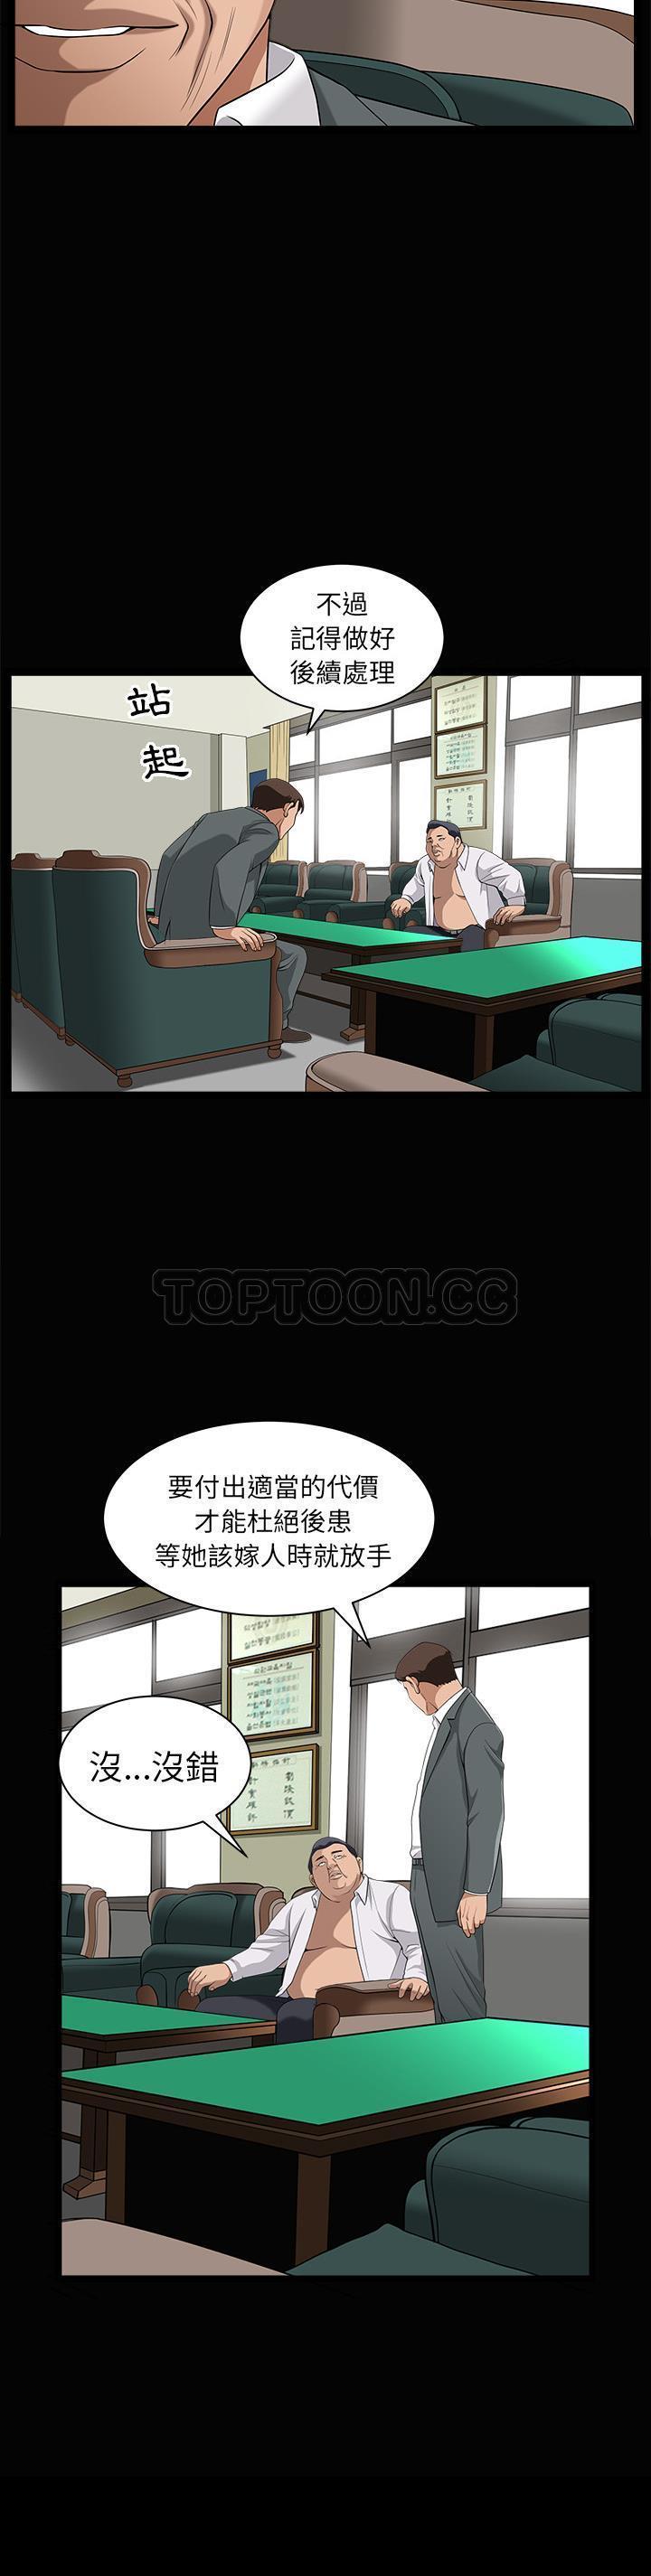 不過
記得做好
後續處理
站
起
TOPTOON.CC
要付出適當的代價
才能杜絕後患
等她該嫁人時就放手
沒...沒錯